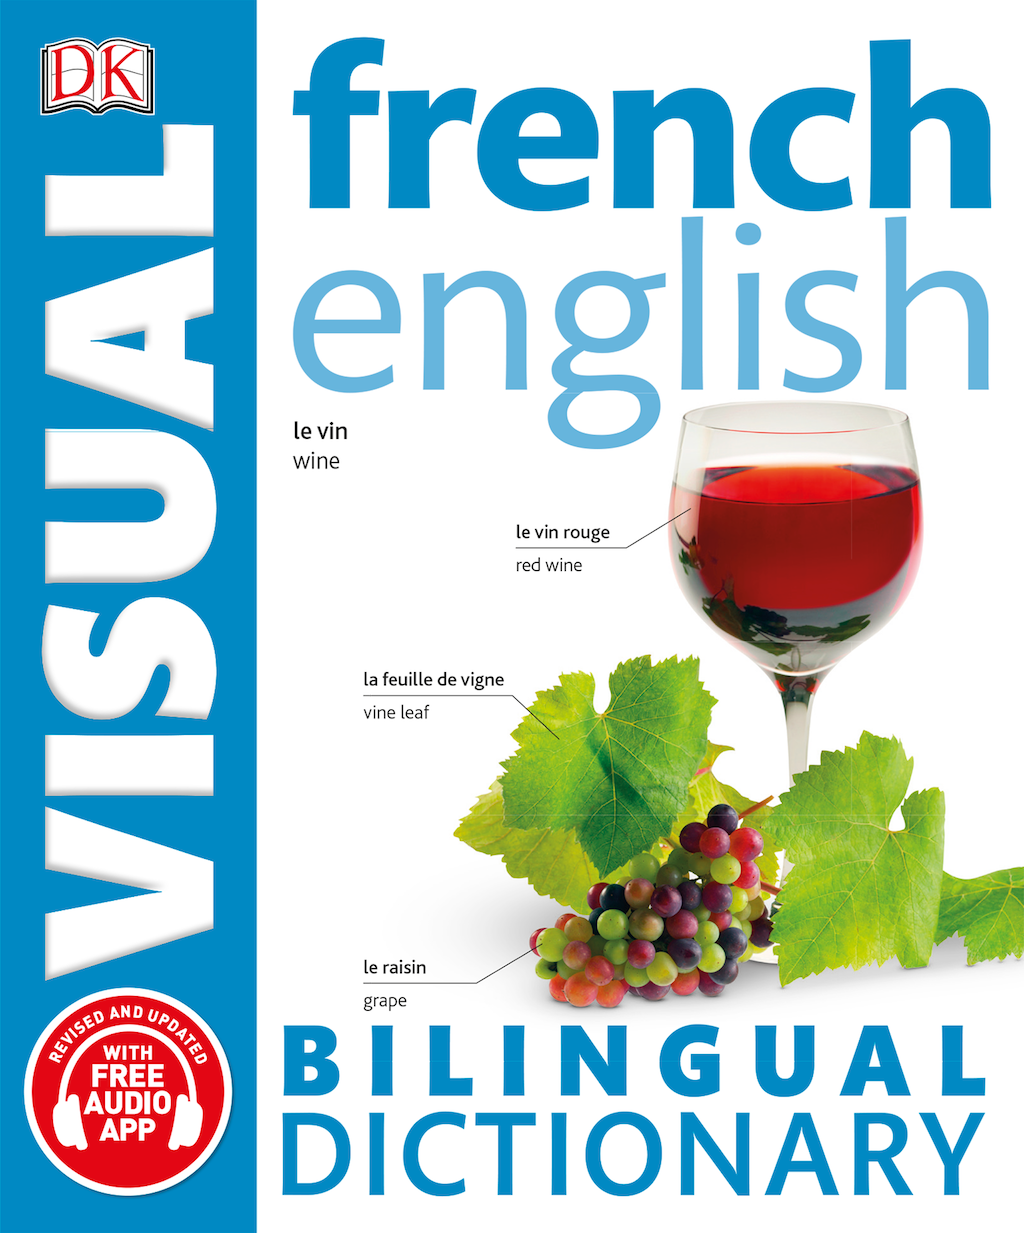 DK
VISUAL
french
english
le vin
wine
le vin rouge
red wine
la feuille de vigne
vine leaf
le raisin
grape
REVISED AND UPDATED
WITH
FREE
AUDIO
APP
BILINGUAL
DICTIONARY